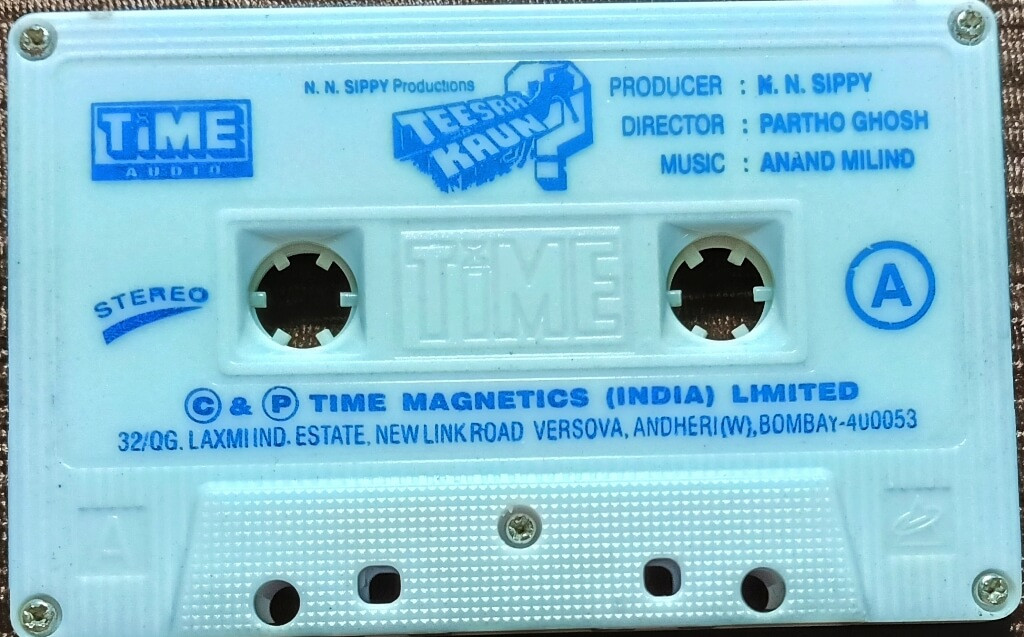 TiME
AUDIO
N. N. SIPPY Productions
TEESRA
KAUN
?
PRODUCER : N. N. SIPPY
DIRECTOR : PARTHO GHOSH
MUSIC : ANAND MILIND
TiME
STEREO
A
Ⓒ & Ⓟ TIME MAGNETICS (INDIA) LIMITED
32/QG. LAXMI IND. ESTATE, NEW LINK ROAD VERSOVA, ANDHERI (W), BOMBAY-400053
A